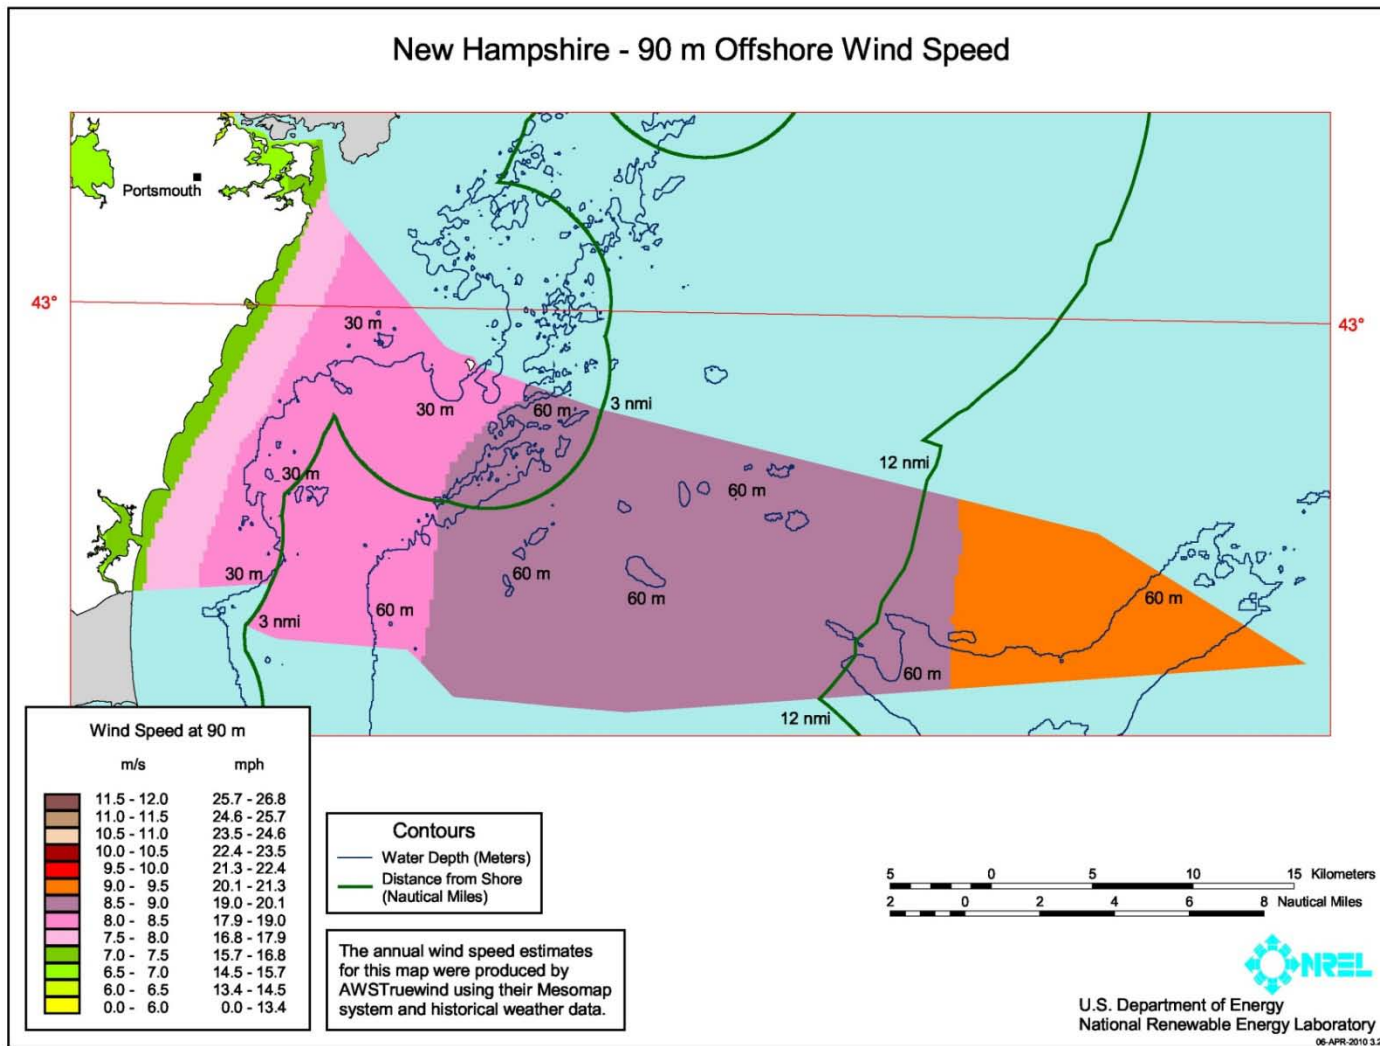 New Hampshire - 90 m Offshore Wind Speed
Portsmouth
43°
43°
30 m
30 m
60 m
3 nmi
12 nmi
30 m
60 m
30 m
60 m
60 m
60 m
60 m
3 nmi
60 m
12 nmi
Wind Speed at 90 m
m/s mph
11.5 - 12.0 25.7 - 26.8
11.0 - 11.5 24.6 - 25.7
10.5 - 11.0 23.5 - 24.6
10.0 - 10.5 22.4 - 23.5
9.5 - 10.0 21.3 - 22.4
9.0 - 9.5 20.1 - 21.3
8.5 - 9.0 19.0 - 20.1
8.0 - 8.5 17.9 - 19.0
7.5 - 8.0 16.8 - 17.9
7.0 - 7.5 15.7 - 16.8
6.5 - 7.0 14.5 - 15.7
6.0 - 6.5 13.4 - 14.5
0.0 - 6.0 0.0 - 13.4
Contours
Water Depth (Meters)
Distance from Shore
(Nautical Miles)
The annual wind speed estimates
for this map were produced by
AWSTruewind using their Mesomap
system and historical weather data.
5 0 5 10 15 Kilometers
2 0 2 4 6 8 Nautical Miles
NREL
U.S. Department of Energy
National Renewable Energy Laboratory
06-APR-2010 3.2